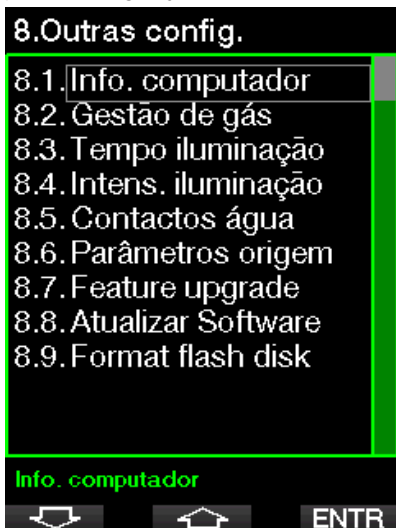 8.Outras config.
8.1.Info. computador
8.2.Gestão de gás
8.3.Tempo iluminação
8.4.Intens. iluminação
8.5.Contactos água
8.6.Parâmetros origem
8.7.Feature upgrade
8.8.Atualizar Software
8.9.Format flash disk
Info. computador
ENTR